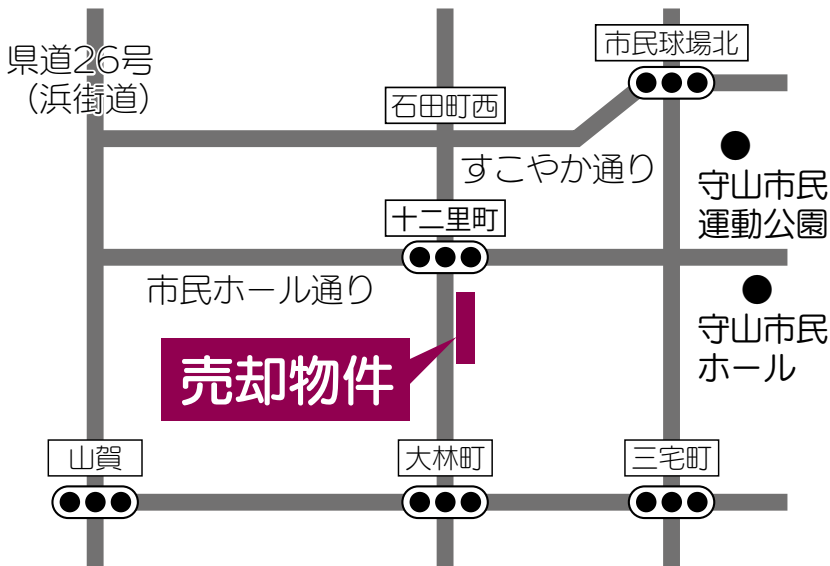 県道26号
（浜街道）
市民球場北
石田町西
すこやか通り
守山市民
運動公園
十二里町
市民ホール通り
守山市民
ホール
売却物件
山賀
大林町
三宅町